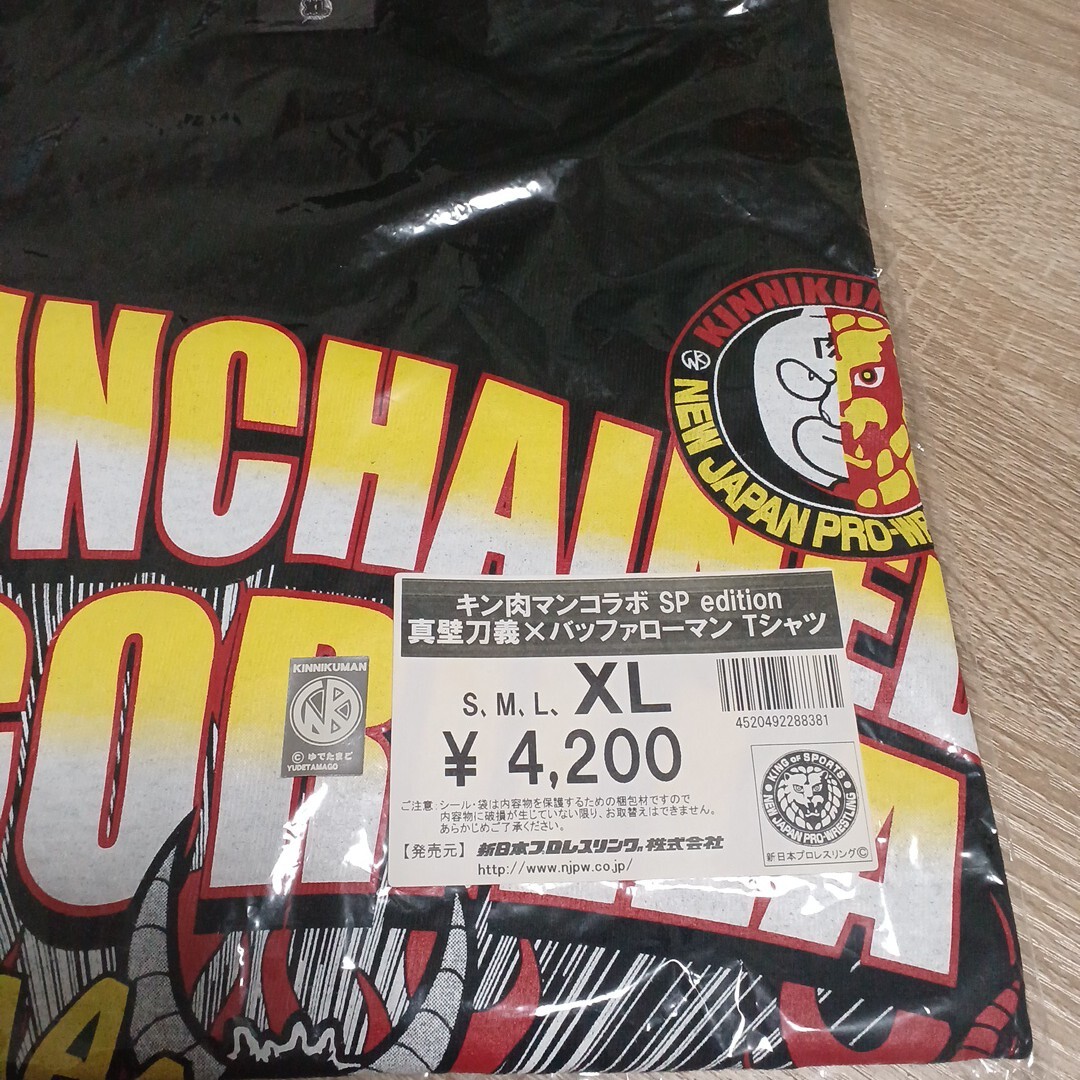 XL
KINNIKUM
NEW JAPAN PRO-WR
肉
UNCHAINED
GORILLA
キン肉マンコラボ SP edition
真壁刀義×バッファローマン Tシャツ
S、M、L、XL
¥ 4,200
4520492288381
ご注意:シール・袋は内容物を保護するための梱包材ですので
内容物に破損が生じていない限り、お取替えはできません。
あらかじめご了承ください。
【発売元】 新日本プロレスリング®株式会社
http://www.njpw.co.jp/
KING OF SPORTS
NEW JAPAN PRO-WRESTLING
新日本プロレスリングⒸ
KINNIKUMAN
Ⓒ ゆでたまご
YUDETAMAGO